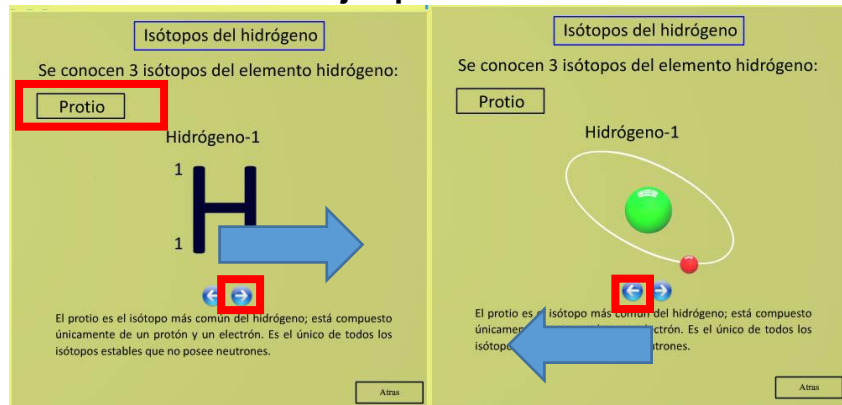 Isótopos del hidrógeno
Se conocen 3 isótopos del elemento hidrógeno:
Protio
Hidrógeno-1
1
H
1
El protio es el isótopo más común del hidrógeno; está compuesto
únicamente de un protón y un electrón. Es el único de todos los
isótopos estables que no posee neutrones.
Atras
Isótopos del hidrógeno
Se conocen 3 isótopos del elemento hidrógeno:
Protio
Hidrógeno-1
El protio es isótopo más común del hidrógeno; está compuesto
Es el único de todos los
Atras